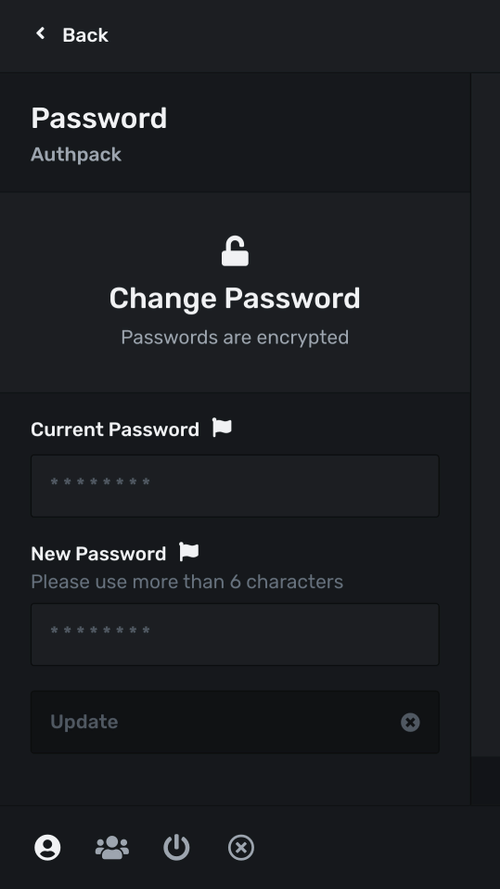 Back
Password
Authpack
Change Password
Passwords are encrypted
Current Password
* * * * * * * *
New Password
Please use more than 6 characters
* * * * * * * *
Update